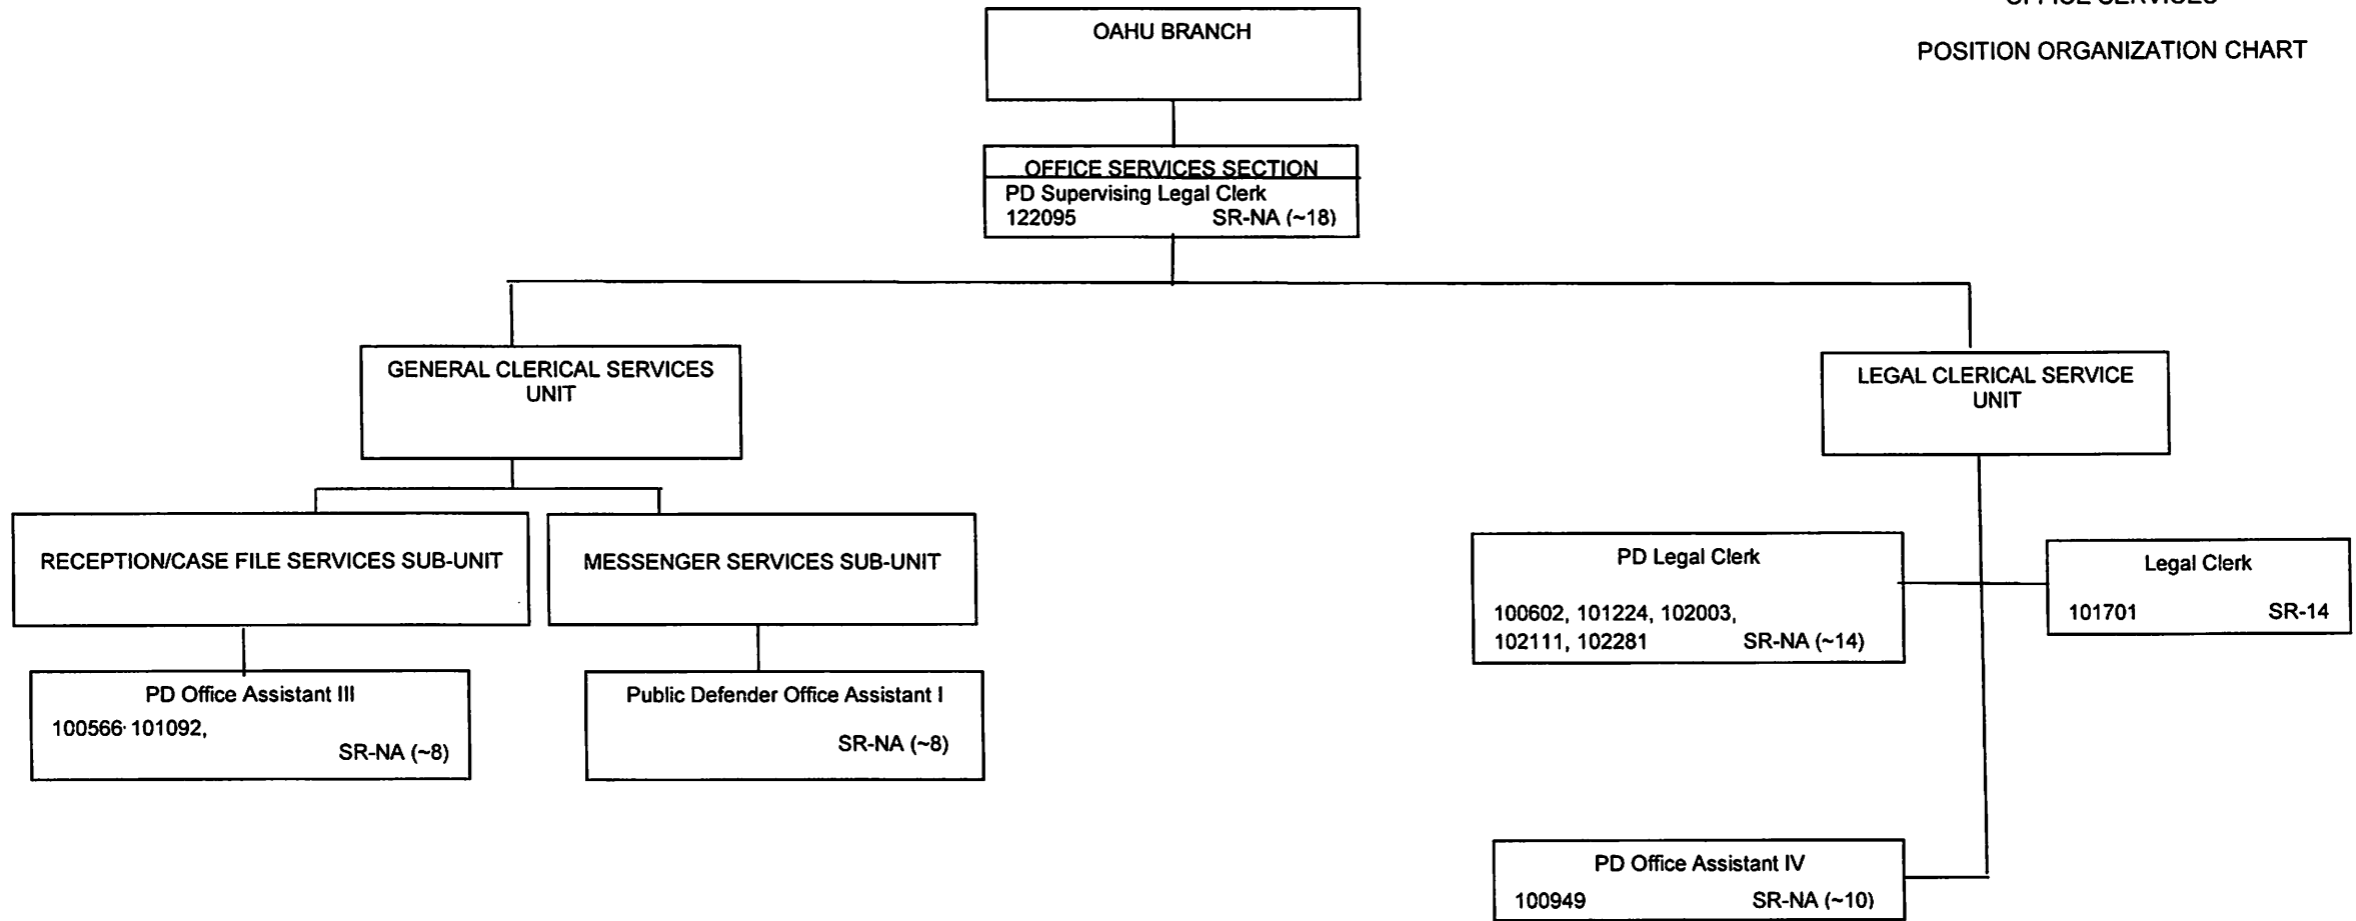 OFFICE SERVICES
POSITION ORGANIZATION CHART
OAHU BRANCH
OFFICE SERVICES SECTION
PD Supervising Legal Clerk
122095 SR-NA (~18)
GENERAL CLERICAL SERVICES
UNIT
LEGAL CLERICAL SERVICE
UNIT
RECEPTION/CASE FILE SERVICES SUB-UNIT
MESSENGER SERVICES SUB-UNIT
PD Legal Clerk
100602, 101224, 102003,
102111, 102281 SR-NA (~14)
Legal Clerk
101701 SR-14
PD Office Assistant III
100566 101092,
SR-NA (~8)
Public Defender Office Assistant I
SR-NA (~8)
PD Office Assistant IV
100949 SR-NA (~10)